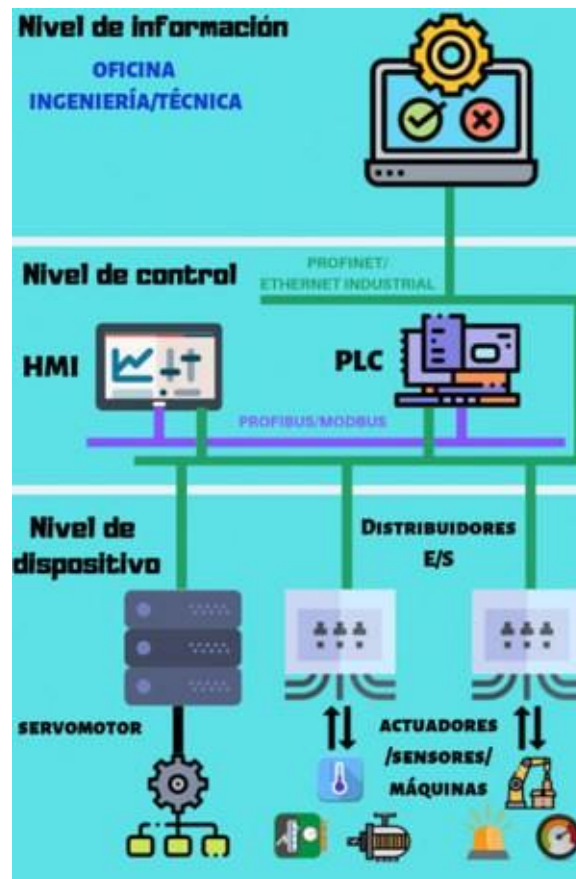 Nivel de información
OFICINA
INGENIERÍA/TÉCNICA
Nivel de control
PROFINET/
ETHERNET INDUSTRIAL
HMI
PLC
PROFIBUS/MODBUS
Nivel de
dispositivo
DISTRIBUIDORES
E/S
SERVOMOTOR
ACTUADORES
/SENSORES/
MÁQUINAS